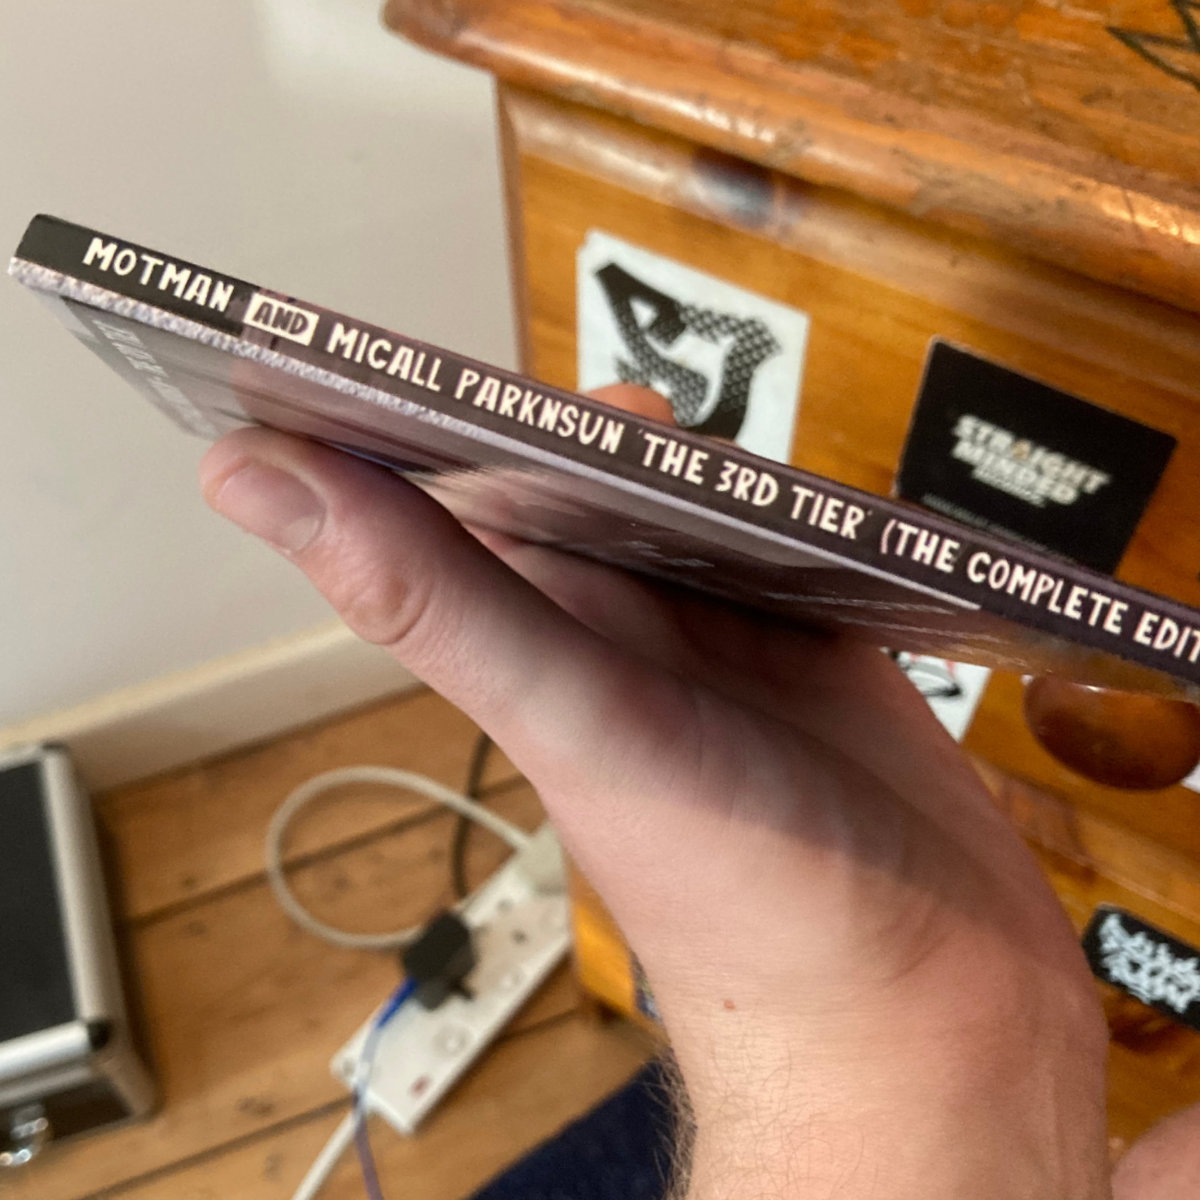 MOTMAN AND MICALL PARKNSUN 'THE 3RD TIER' (THE COMPLETE EDIT
STRAIGHT
MINDED